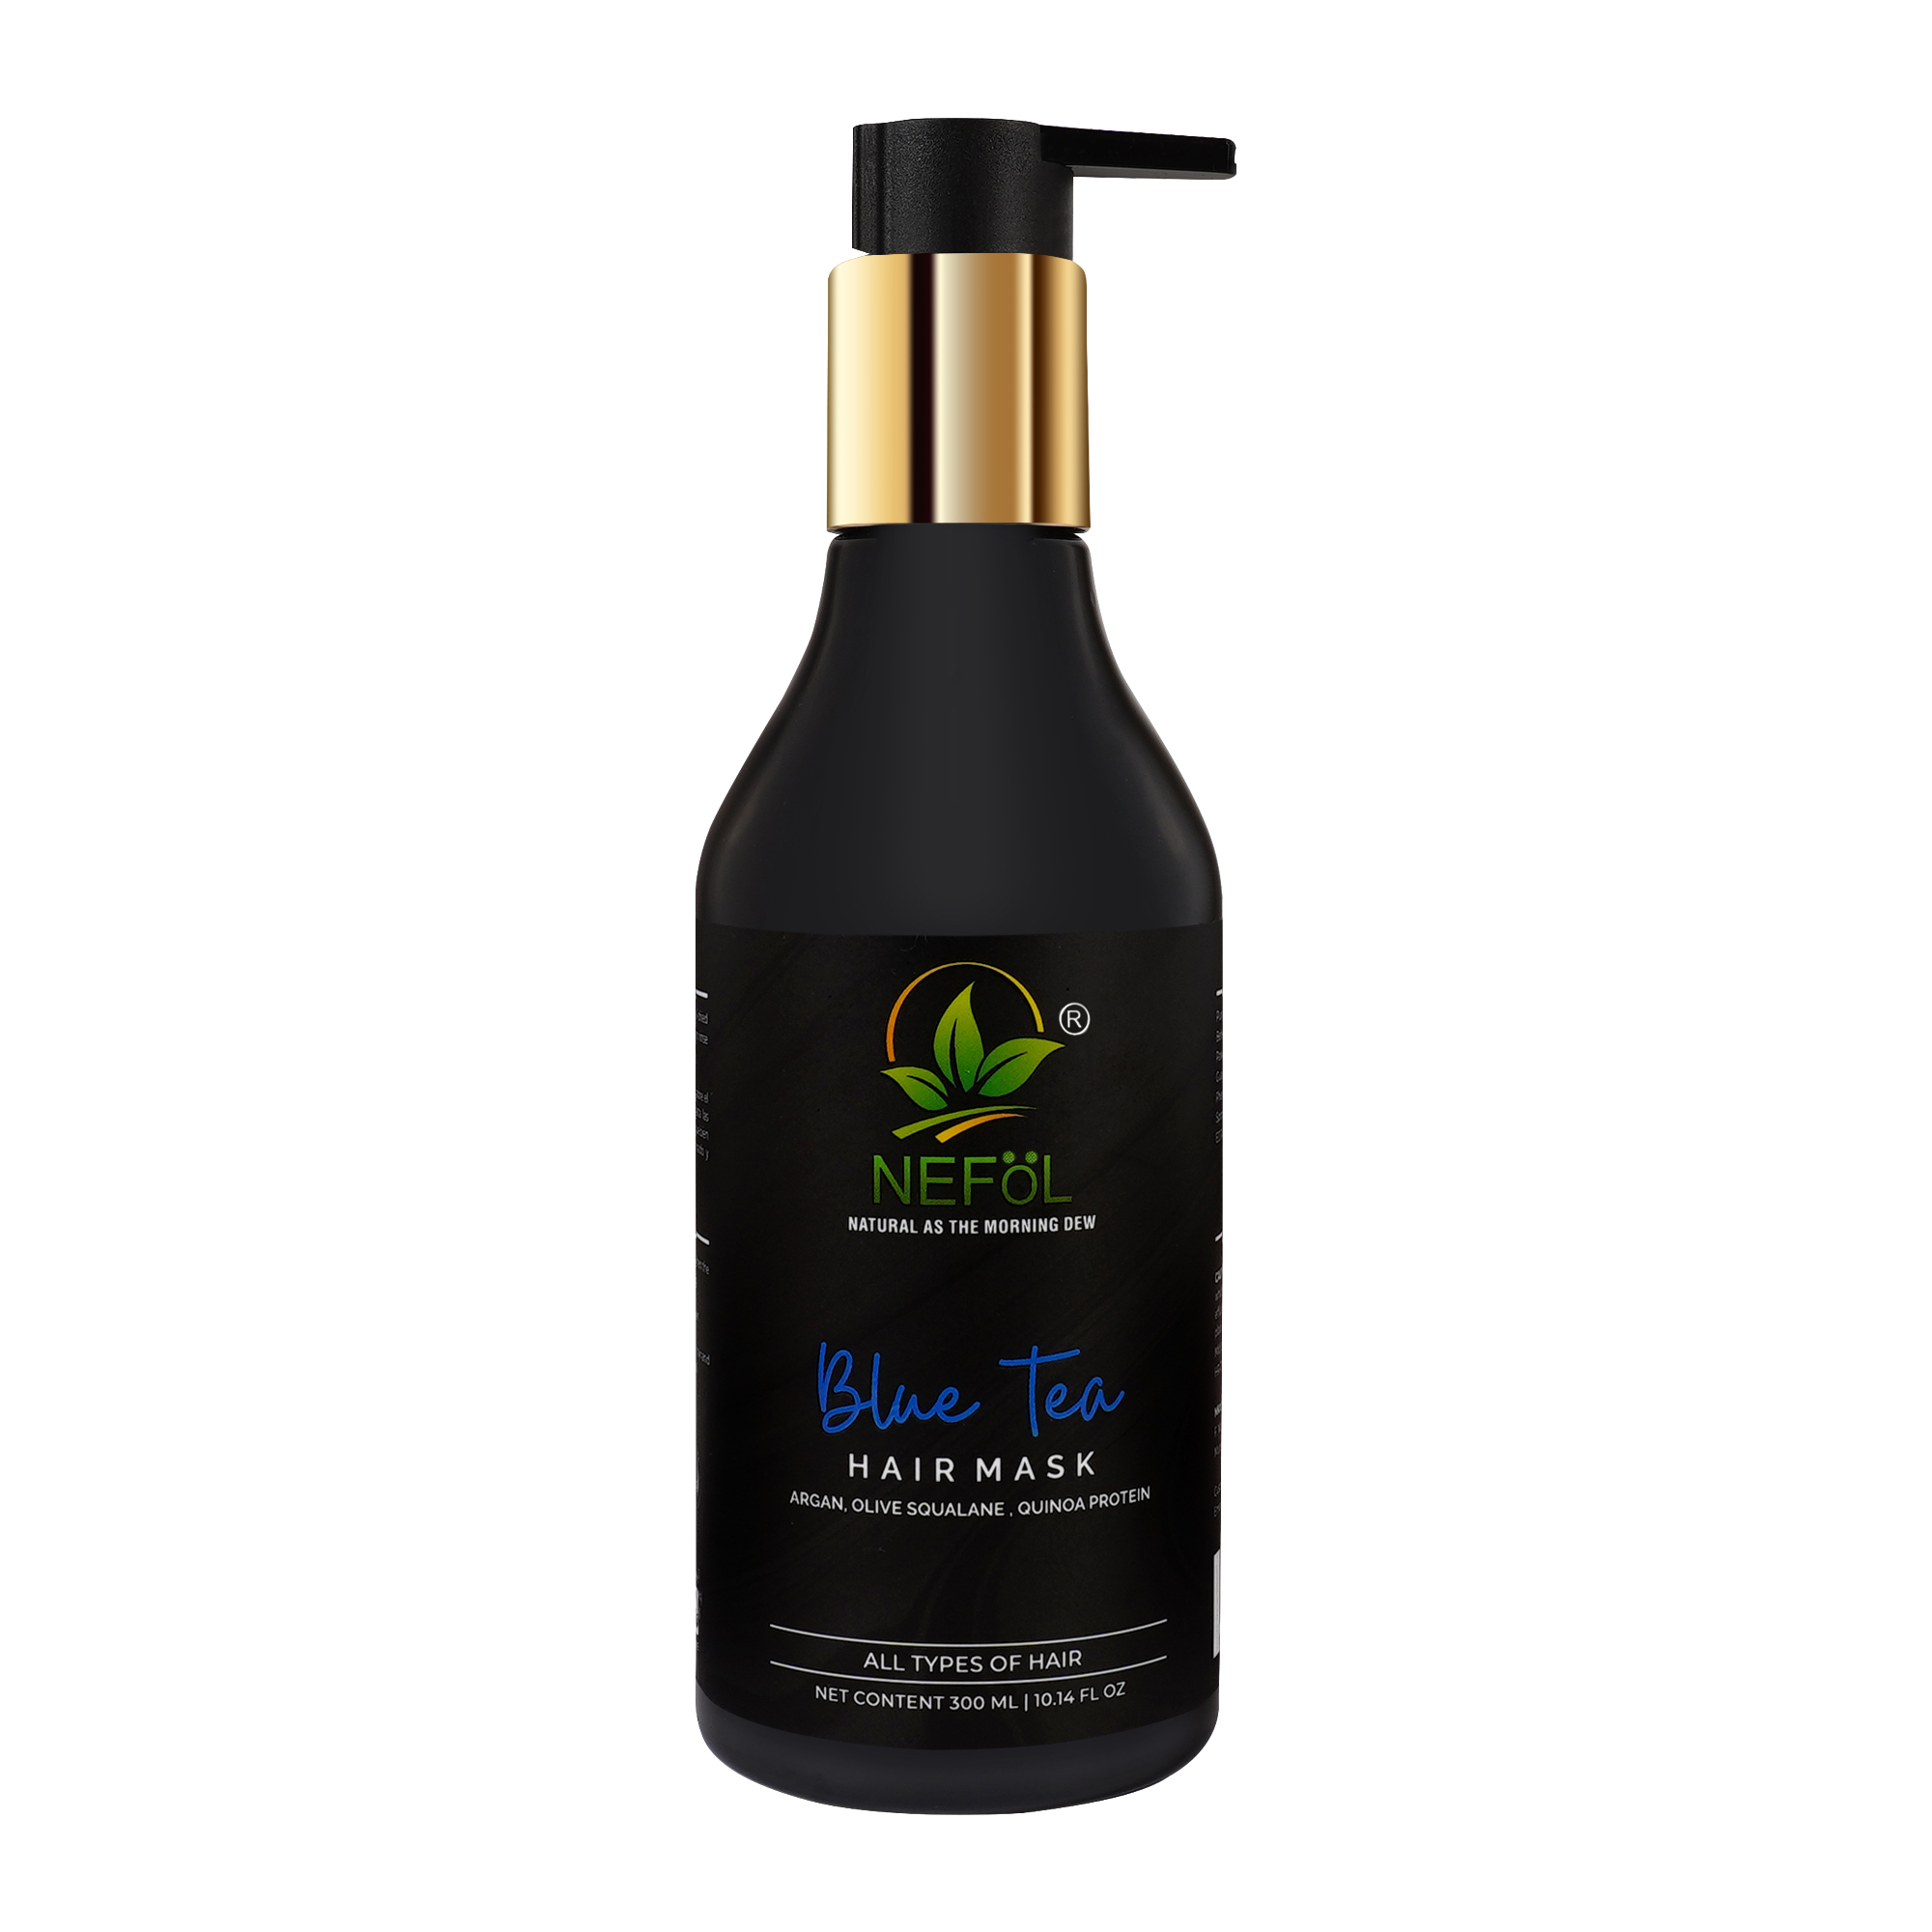 ®
NEFÖL
NATURAL AS THE MORNING DEW
Blue Tea
HAIR MASK
ARGAN, OLIVE SQUALANE , QUINOA PROTEIN
ALL TYPES OF HAIR
NET CONTENT 300 ML | 10.14 FL OZ